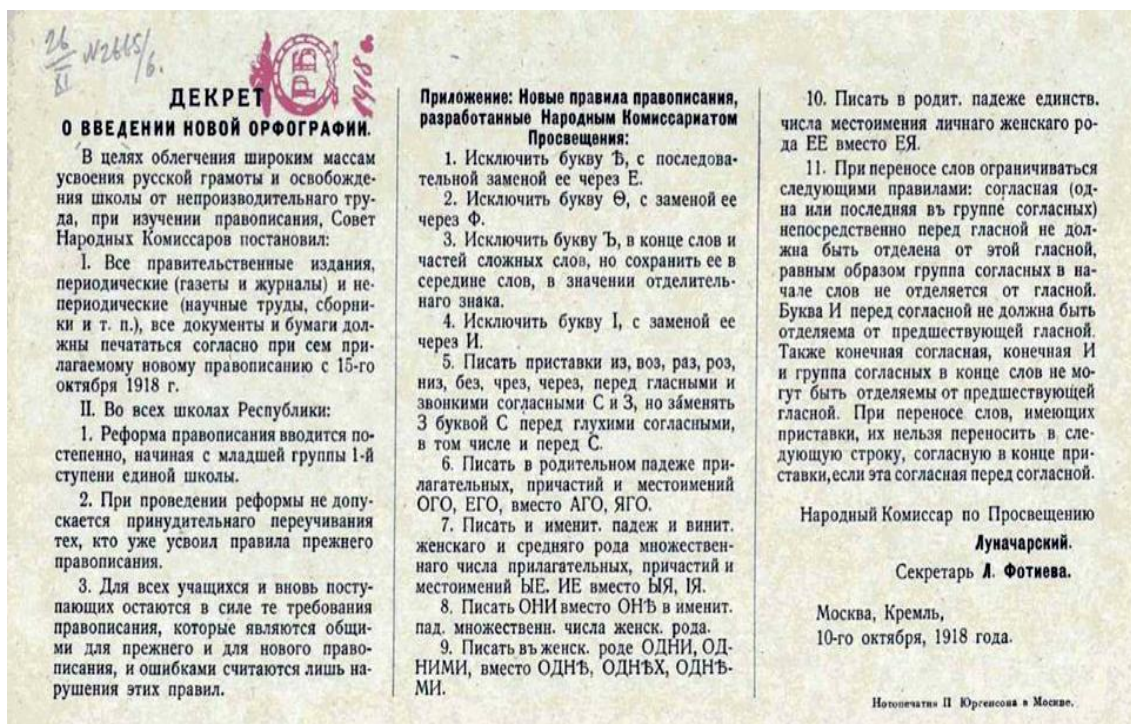 26/XI N2665/6.
РБ
1918 г.
ДЕКРЕТ
О ВВЕДЕНИИ НОВОЙ ОРФОГРАФИИ.
В целях облегчения широким массам
усвоения русской грамоты и освобожде-
ния школы от непроизводительнаго тру-
да, при изучении правописания, Совет
Народных Комиссаров постановил:
I. Все правительственные издания,
периодические (газеты и журналы) и не-
периодические (научные труды, сборни-
ки и т. п.), все документы и бумаги дол-
жны печататься согласно при сем при-
лагаемому новому правописанию с 15-го
октября 1918 г.
II. Во всех школах Республики:
1. Реформа правописания вводится по-
степенно, начиная с младшей группы 1-й
ступени единой школы.
2. При проведении реформы не допу-
скается принудительнаго переучивания
тех, кто уже усвоил правила прежнего
правописания.
3. Для всех учащихся и вновь посту-
пающих остаются в силе те требования
правописания, которые являются общи-
ми для прежнего и для нового право-
писания, и ошибками считаются лишь на-
рушения этих правил.
Приложение: Новые правила правописания,
разработанные Народным Комиссариатом
Просвещения:
1. Исключить букву Ѣ, с последова-
тельной заменой ее через Е.
2. Исключить букву Ѳ, с заменой ее
через Ф.
3. Исключить букву Ъ, в конце слов и
частей сложных слов, но сохранить ее в
середине слов, в значении отделитель-
наго знака.
4. Исключить букву I, с заменой ее
через И.
5. Писать приставки из, воз, раз, роз,
низ, без, чрез, через, перед гласными и
звонкими согласными С и З, но заменять
З буквой С перед глухими согласными,
в том числе и перед С.
6. Писать в родительном падеже при-
лагательных, причастий и местоимений
ОГО, ЕГО, вместо АГО, ЯГО.
7. Писать и именит. падеж и винит.
женскаго и средняго рода множествен-
наго числа прилагательных, причастий и
местоимений ЫЕ. ИЕ вместо ЫЯ, IЯ.
8. Писать ОНИ вместо ОНѢ в именит.
пад. множественн. числа женск. рода.
9. Писать въ женск. роде ОДНИ, ОД-
НИМИ, вместо ОДНѢ, ОДНѢХ, ОДНѢ-
МИ.
10. Писать в родит. падеже единств.
числа местоимения личнаго женскаго ро-
да ЕЕ вместо ЕЯ.
11. При переносе слов ограничиваться
следующими правилами: согласная (од-
на или последняя въ группе согласных)
непосредственно перед гласной не дол-
жна быть отделена от этой гласной,
равным образом группа согласных в на-
чале слов не отделяется от гласной.
Буква И перед согласной не должна быть
отделяема от предшествующей гласной.
Также конечная согласная, конечная И
и группа согласных в конце слов не мо-
гут быть отделяемы от предшествующей
гласной. При переносе слов, имеющих
приставки, их нельзя переносить в сле-
дующую строку, согласную в конце при-
ставки, если эта согласная перед согласной.
Народный Комиссар по Просвещению
Луначарский.
Секретарь Л. Фотиева.
Москва, Кремль,
10-го октября, 1918 года.
Нотопечатня П Юргенсона в Москве.